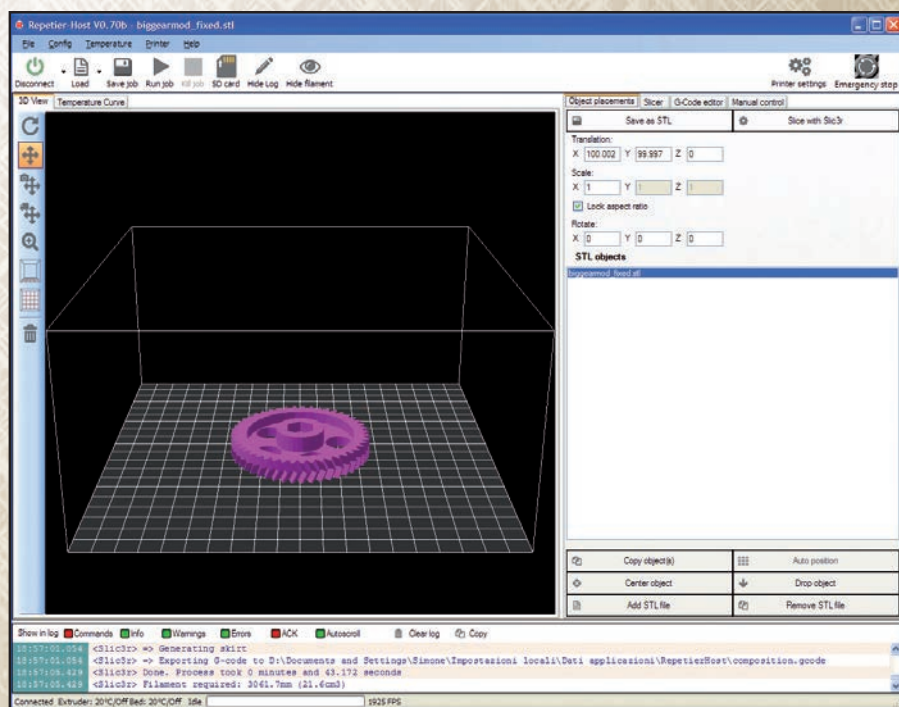 Repetier-Host V0.70b - biggearmod_fixed.stl
File Config Temperature Printer Help
Disconnect Load Save job Run job Kill job SD card Hide Log Hide filament Printer settings Emergency stop
3D View Temperature Curve
Object placements Slicer G-Code editor Manual control
Save as STL Slice with Slic3r
Translation:
X 100.002 Y 99.997 Z 0
Scale:
X 1 Y 1 Z 1
Lock aspect ratio
Rotate:
X 0 Y 0 Z 0
STL objects
biggearmod_fixed.stl
Copy object(s) Auto position
Center object Drop object
Add STL file Remove STL file
Show in log Commands Info Warnings Errors ACK Autoscroll Clear log Copy
18:57:01.054 <Slic3r> => Generating skirt
18:57:01.054 <Slic3r> => Exporting G-code to D:\Documents and Settings\Simone\Impostazioni locali\Dati applicazioni\RepetierHost\composition.gcode
18:57:05.429 <Slic3r> Done. Process took 0 minutes and 43.172 seconds
18:57:05.429 <Slic3r> Filament required: 3061.7mm (21.6cm3)
Connected Extruder: 20°C/Off Bed: 20°C/Off Idle 1925 FPS